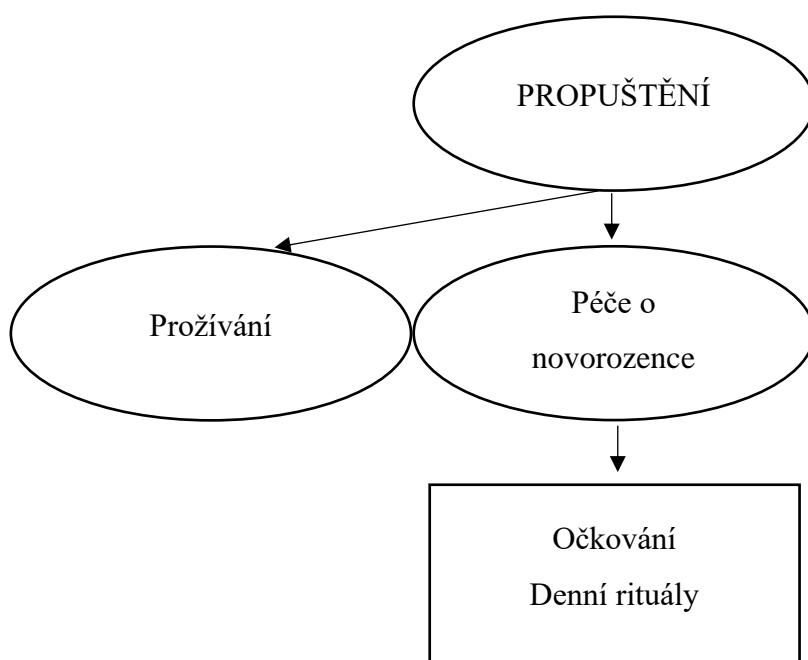 PROPUŠTĚNÍ
Prožívání
Péče o
novorozence
Očkování
Denní rituály